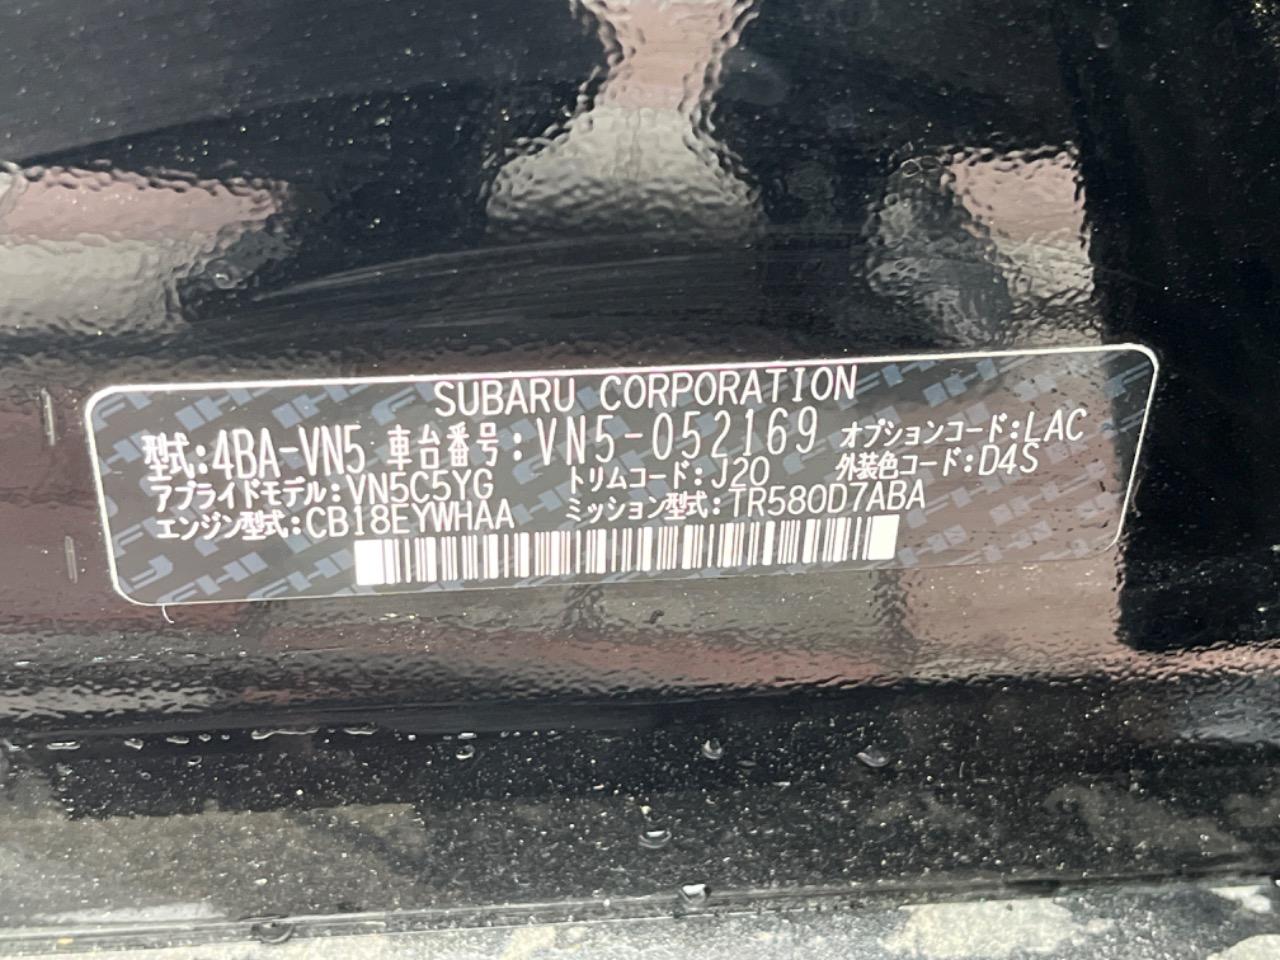 SUBARU CORPORATION
型式:4BA-VN5 車台番号:VN5-052169 オプションコード:LAC
アプライドモデル:VN5C5YG トリムコード:J20 外装色コード:D4S
エンジン型式:CB18EYWHAA ミッション型式:TR580D7ABA